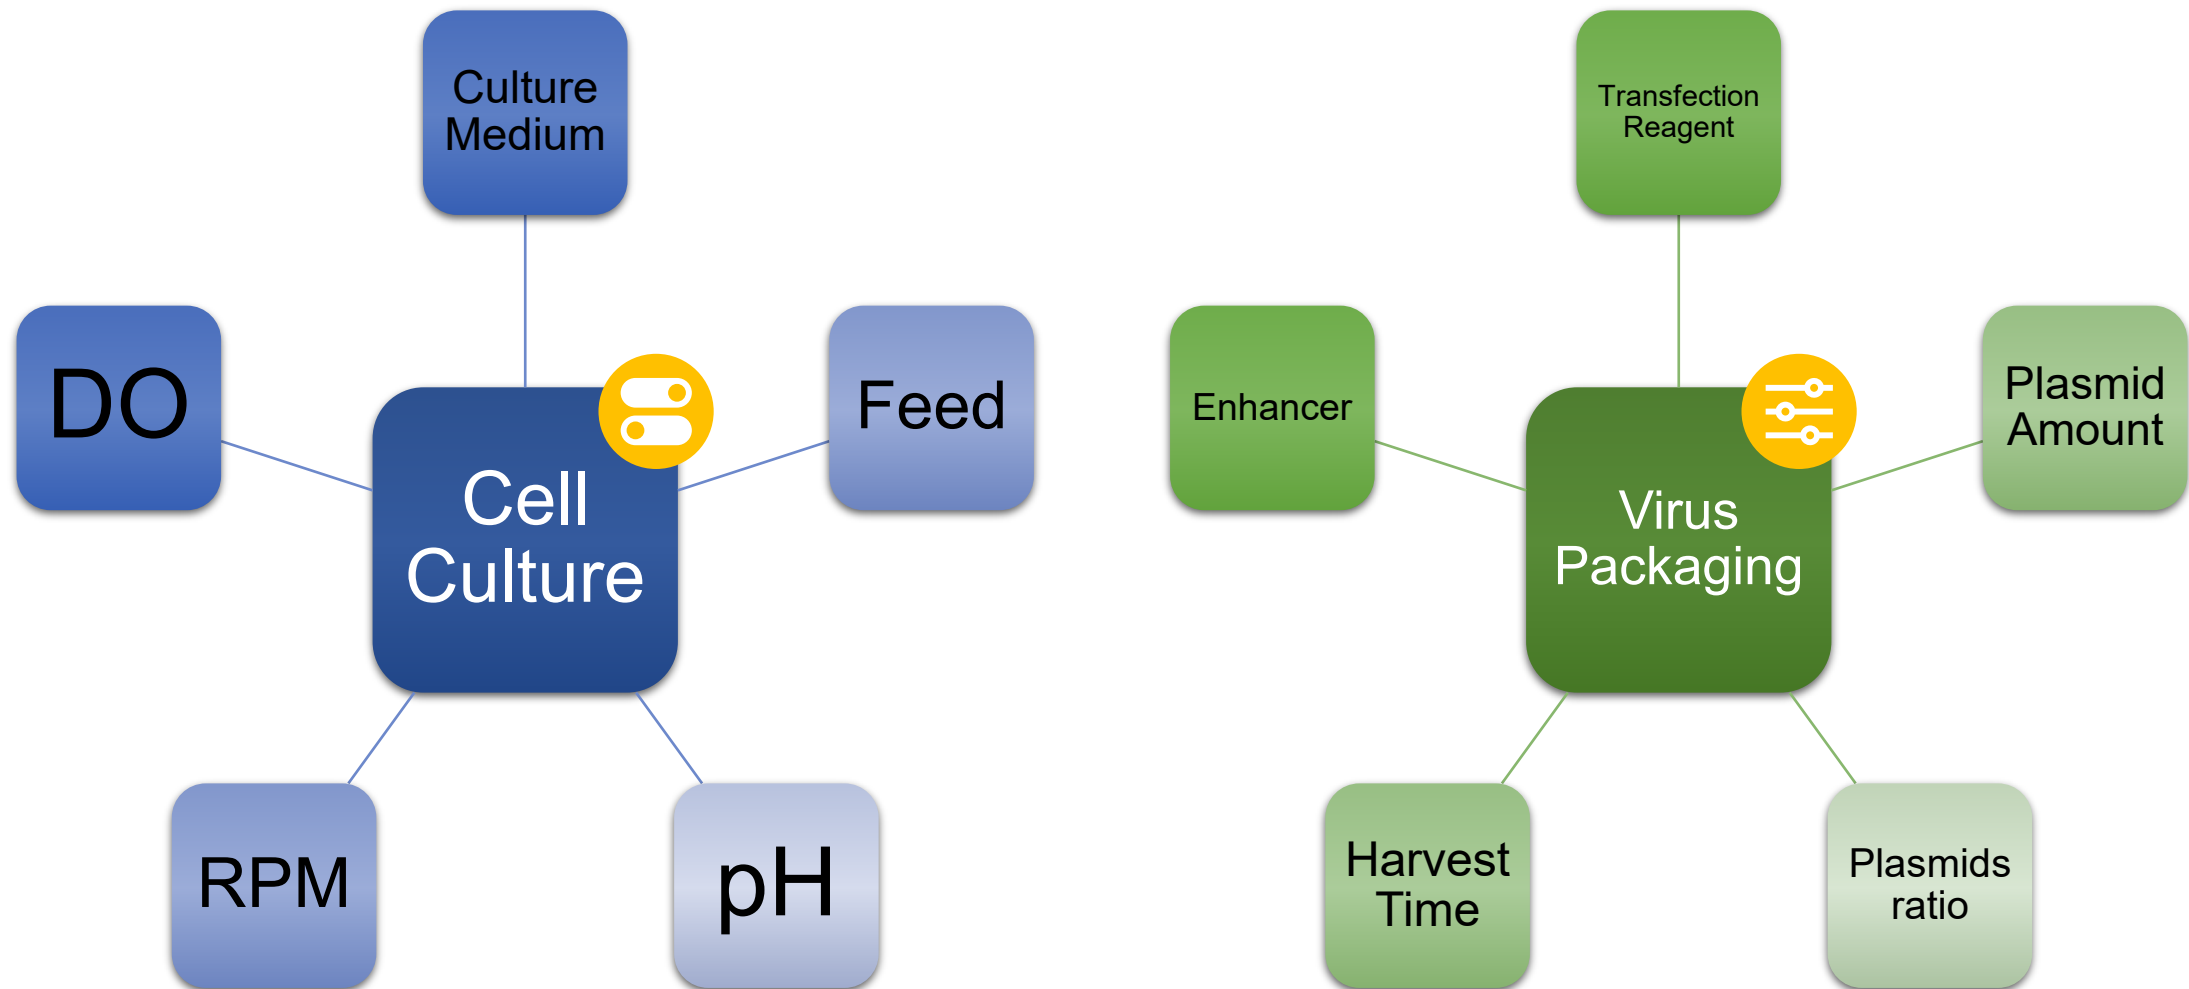 Culture
Medium
DO
Feed
Cell
Culture
RPM
pH
Transfection
Reagent
Enhancer
Plasmid
Amount
Virus
Packaging
Harvest
Time
Plasmids
ratio